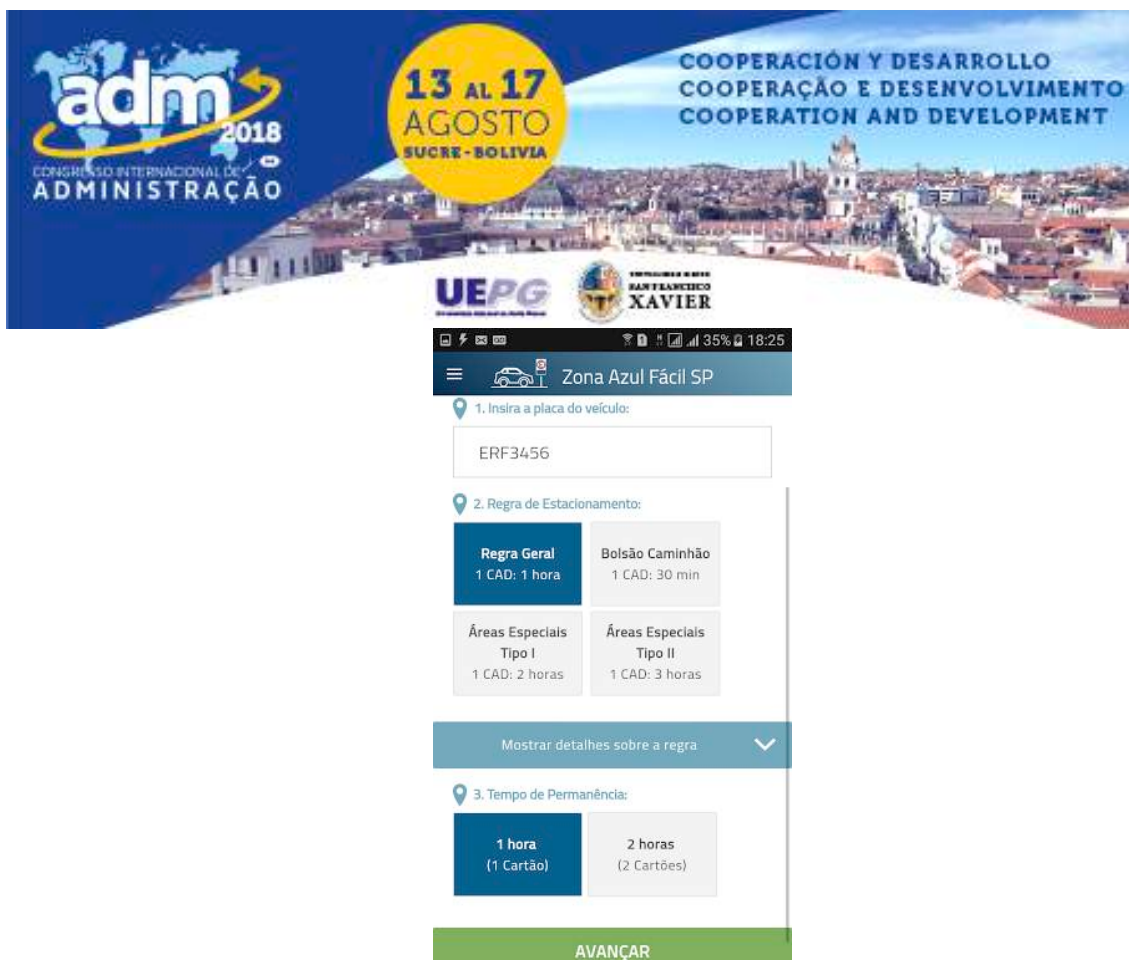 adm
2018
CONGRESSO INTERNACIONAL DE
ADMINISTRAÇÃO
13 AL 17
AGOSTO
SUCRE - BOLIVIA
COOPERACIÓN Y DESARROLLO
COOPERAÇÃO E DESENVOLVIMENTO
COOPERATION AND DEVELOPMENT
UEPG
SAN FRANCISCO
XAVIER
35% 18:25
Zona Azul Fácil SP
1. Insira a placa do veículo:
ERF3456
2. Regra de Estacionamento:
Regra Geral
1 CAD: 1 hora
Bolsão Caminhão
1 CAD: 30 min
Áreas Especiais
Tipo I
1 CAD: 2 horas
Áreas Especiais
Tipo II
1 CAD: 3 horas
Mostrar detalhes sobre a regra
3. Tempo de Permanência:
1 hora
(1 Cartão)
2 horas
(2 Cartões)
AVANÇAR